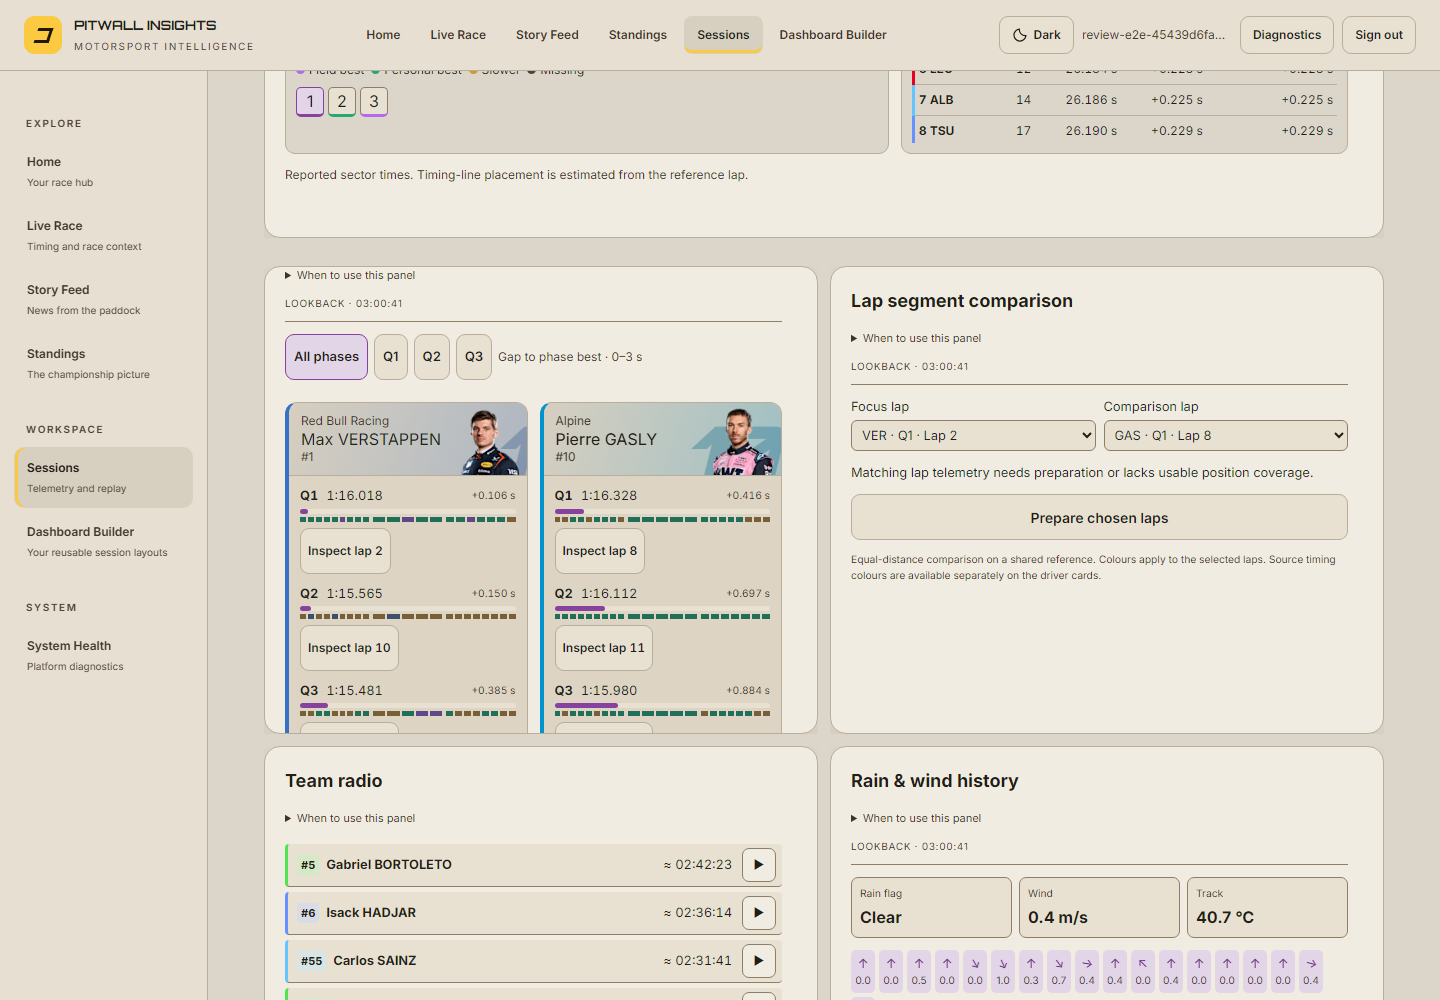 PITWALL INSIGHTS
MOTORSPORT INTELLIGENCE
Home
Live Race
Story Feed
Standings
Sessions
Dashboard Builder
Dark
review-e2e-45439d6fa...
Diagnostics
Sign out
EXPLORE
Home
Your race hub
Live Race
Timing and race context
Story Feed
News from the paddock
Standings
The championship picture
WORKSPACE
Sessions
Telemetry and replay
Dashboard Builder
Your reusable session layouts
SYSTEM
System Health
Platform diagnostics
1 2 3
7 ALB 14 26.186 s +0.225 s +0.225 s
8 TSU 17 26.190 s +0.229 s +0.229 s
Reported sector times. Timing-line placement is estimated from the reference lap.
When to use this panel
LOOKBACK · 03:00:41
All phases Q1 Q2 Q3 Gap to phase best · 0–3 s
Red Bull Racing
Max VERSTAPPEN
#1
Q1 1:16.018 +0.106 s
Inspect lap 2
Q2 1:15.565 +0.150 s
Inspect lap 10
Q3 1:15.481 +0.385 s
Alpine
Pierre GASLY
#10
Q1 1:16.328 +0.416 s
Inspect lap 8
Q2 1:16.112 +0.697 s
Inspect lap 11
Q3 1:15.980 +0.884 s
Lap segment comparison
When to use this panel
LOOKBACK · 03:00:41
Focus lap
VER · Q1 · Lap 2
Comparison lap
GAS · Q1 · Lap 8
Matching lap telemetry needs preparation or lacks usable position coverage.
Prepare chosen laps
Equal-distance comparison on a shared reference. Colours apply to the selected laps. Source timing
colours are available separately on the driver cards.
Team radio
When to use this panel
#5 Gabriel BORTOLETO ≈ 02:42:23
#6 Isack HADJAR ≈ 02:36:14
#55 Carlos SAINZ ≈ 02:31:41
Rain & wind history
When to use this panel
LOOKBACK · 03:00:41
Rain flag
Clear
Wind
0.4 m/s
Track
40.7 °C
0.0 0.0 0.5 0.0 0.0 1.0 0.3 0.7 0.4 0.4 0.0 0.4 0.0 0.0 0.0 0.0 0.4